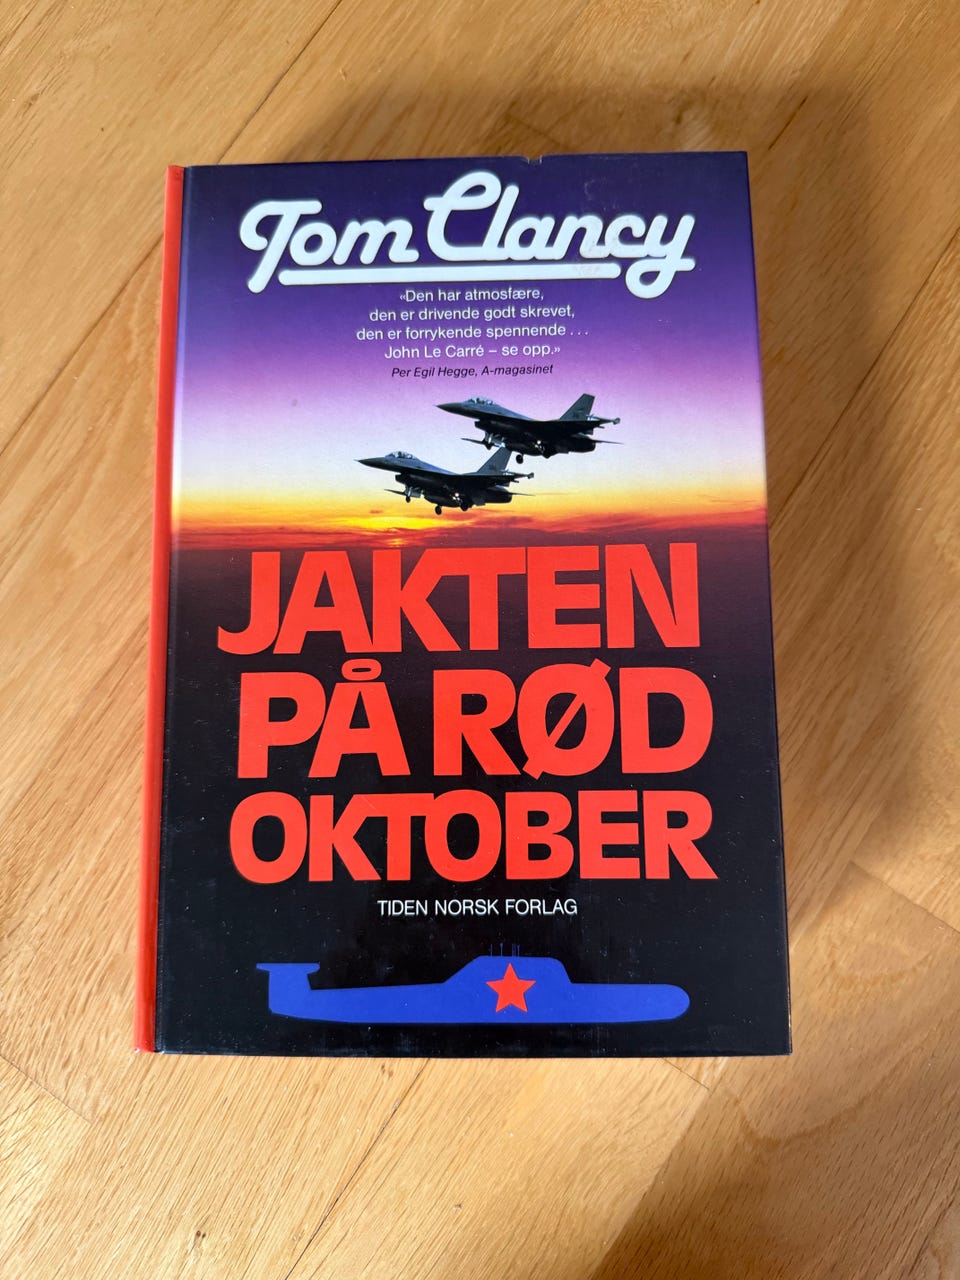 Tom Clancy
«Den har atmosfære,
den er drivende godt skrevet,
den er forrykende spennende ...
John Le Carré – se opp.»
Per Egil Hegge, A-magasinet
JAKTEN
PÅ RØD
OKTOBER
TIDEN NORSK FORLAG